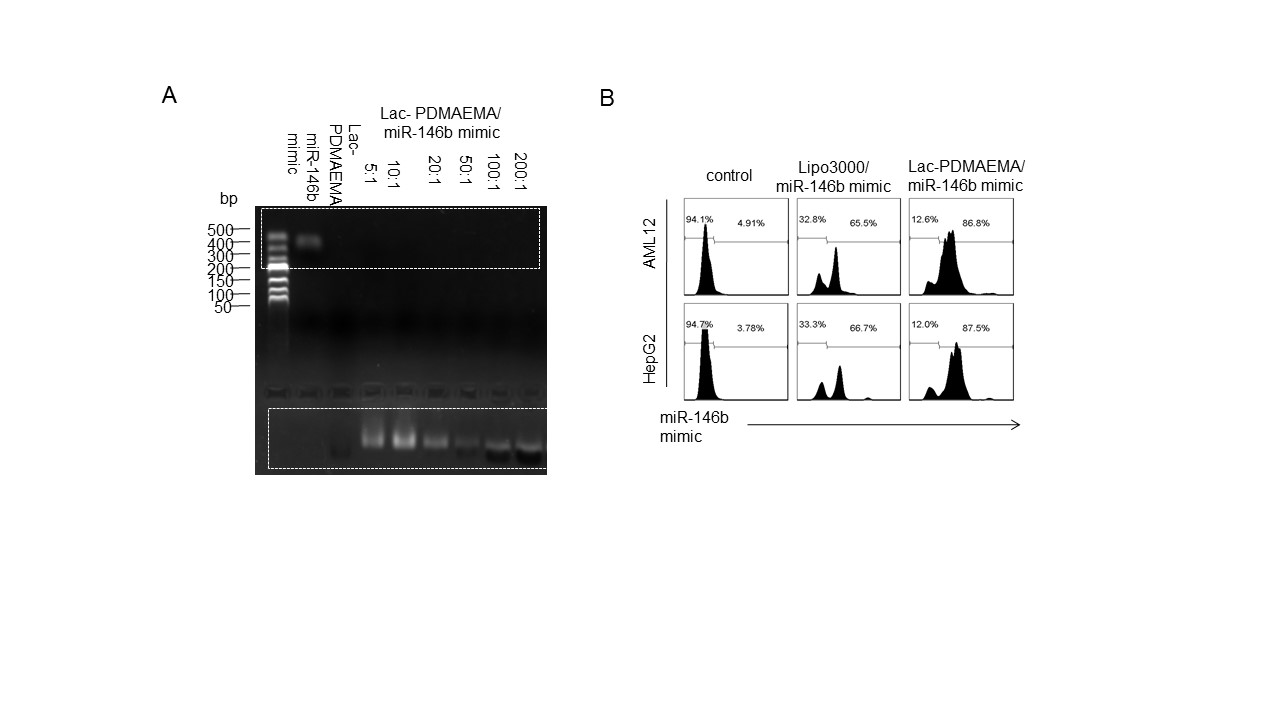 A
Lac- PDMAEMA/
miR-146b mimic
miR-146b
mimic
Lac-
PDMAEMA
5:1
10:1
20:1
50:1
100:1
200:1
bp
500
400
300
200
150
100
50
B
control
Lipo3000/
miR-146b mimic
Lac-PDMAEMA/
miR-146b mimic
AML12
94.1%
4.91%
32.8%
65.5%
12.6%
86.8%
HepG2
94.7%
3.78%
33.3%
66.7%
12.0%
87.5%
miR-146b
mimic